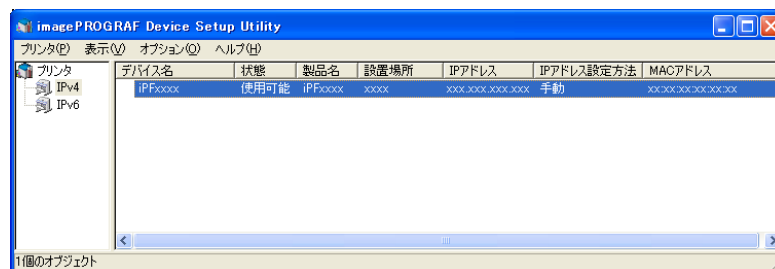 imagePROGRAF Device Setup Utility
プリンタ(P) 表示(V) オプション(O) ヘルプ(H)
プリンタ
IPv4
IPv6
デバイス名 状態 製品名 設置場所 IPアドレス IPアドレス設定方法 MACアドレス
iPFxxxx 使用可能 iPFxxxx xxxx xxx.xxx.xxx.xxx 手動 xx:xx:xx:xx:xx:xx
1個のオブジェクト